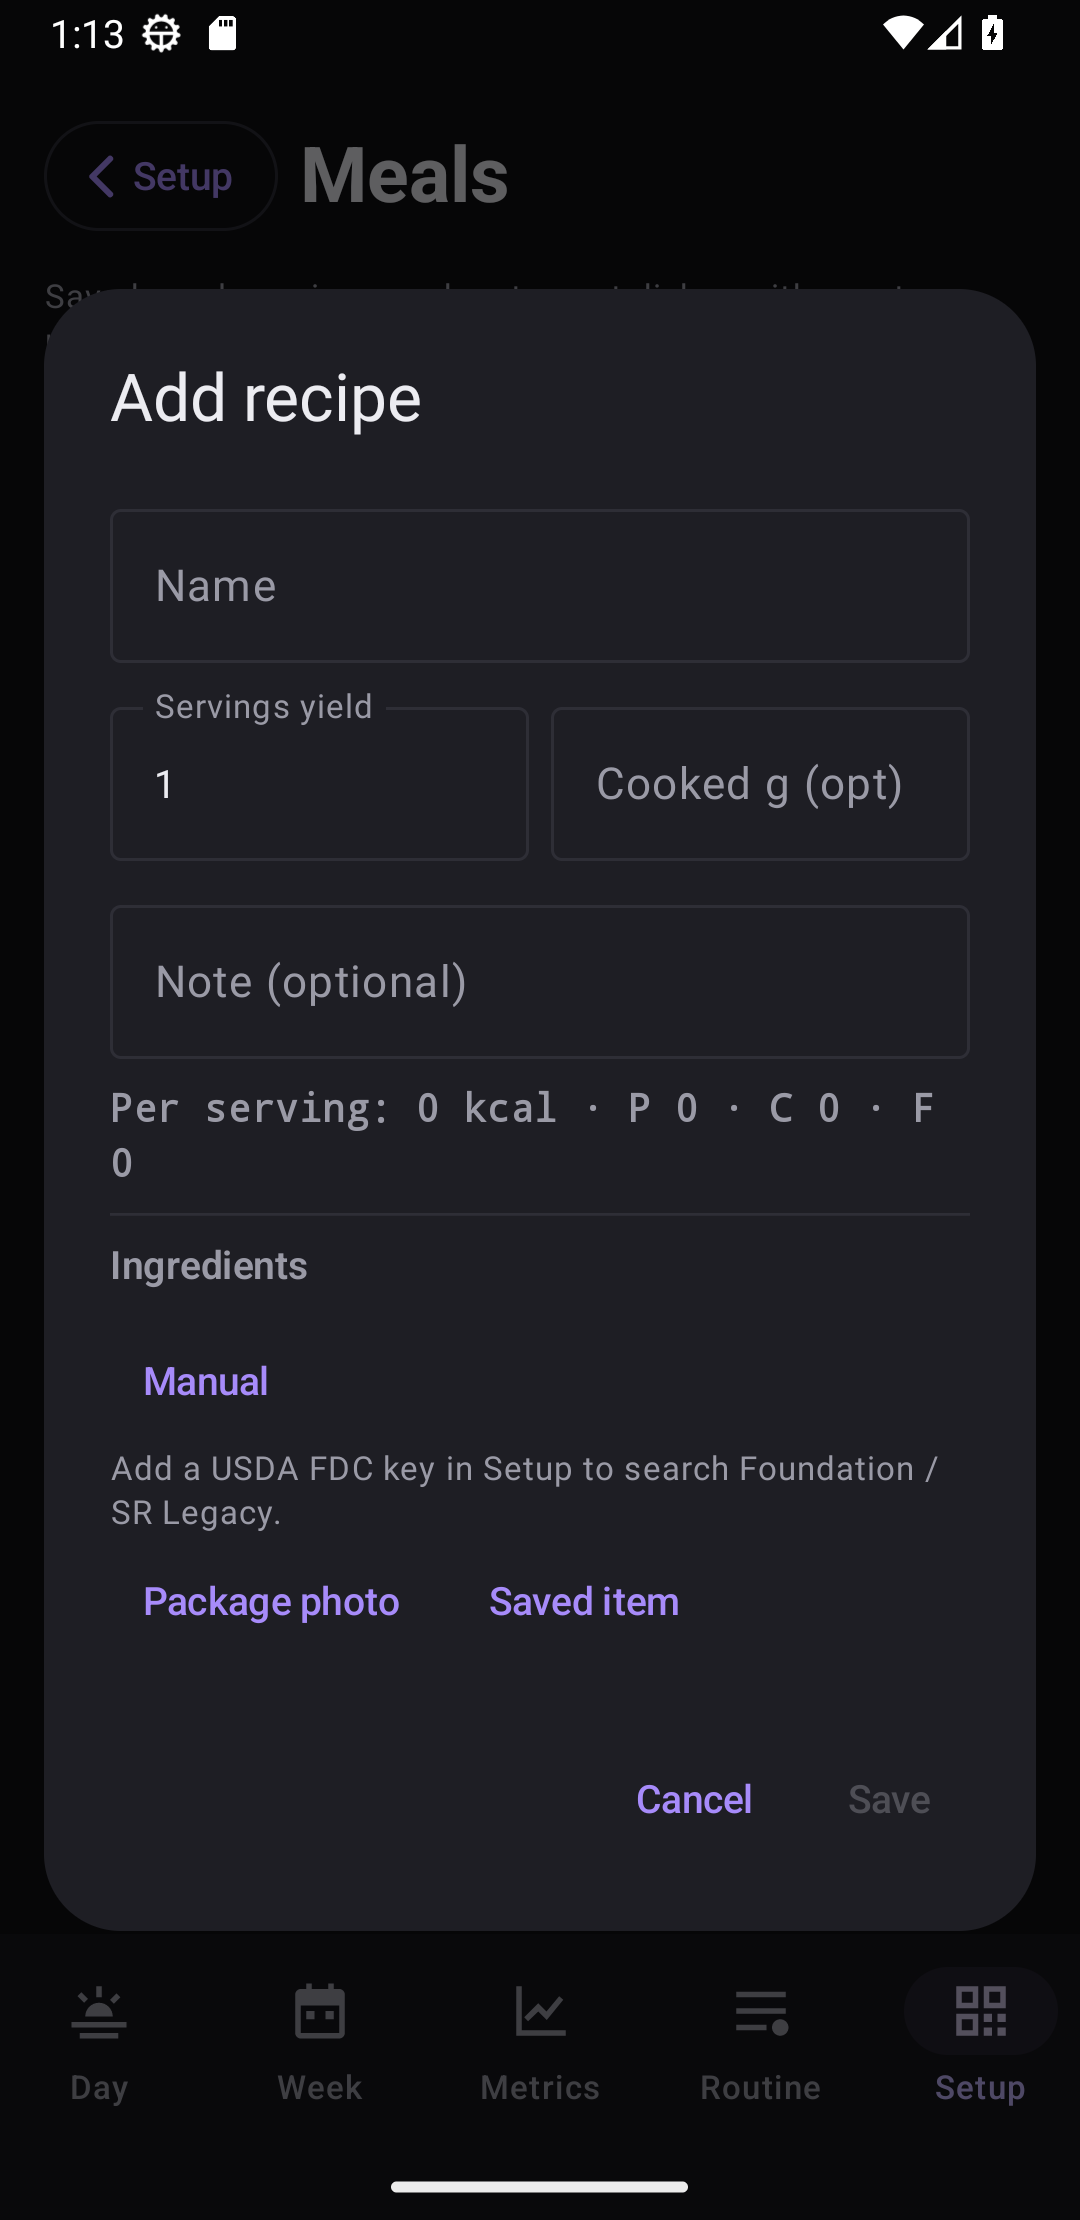 1:13
Setup
Meals
Add recipe
Name
Servings yield
1
Cooked g (opt)
Note (optional)
Per serving: 0 kcal · P 0 · C 0 · F
0
Ingredients
Manual
Add a USDA FDC key in Setup to search Foundation /
SR Legacy.
Package photo
Saved item
Cancel
Save
Day
Week
Metrics
Routine
Setup